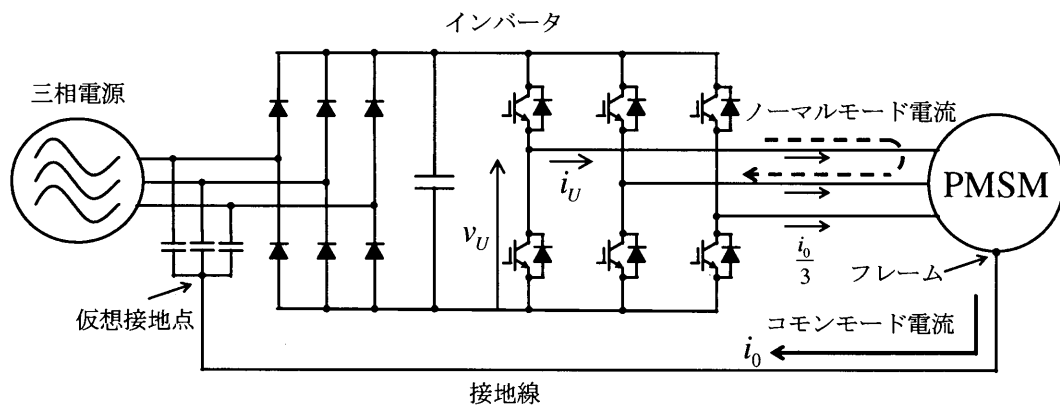 インバータ
三相電源
ノーマルモード電流
i_U
PMSM
v_U
i_0/3
フレーム
仮想接地点
コモンモード電流
i_0
接地線